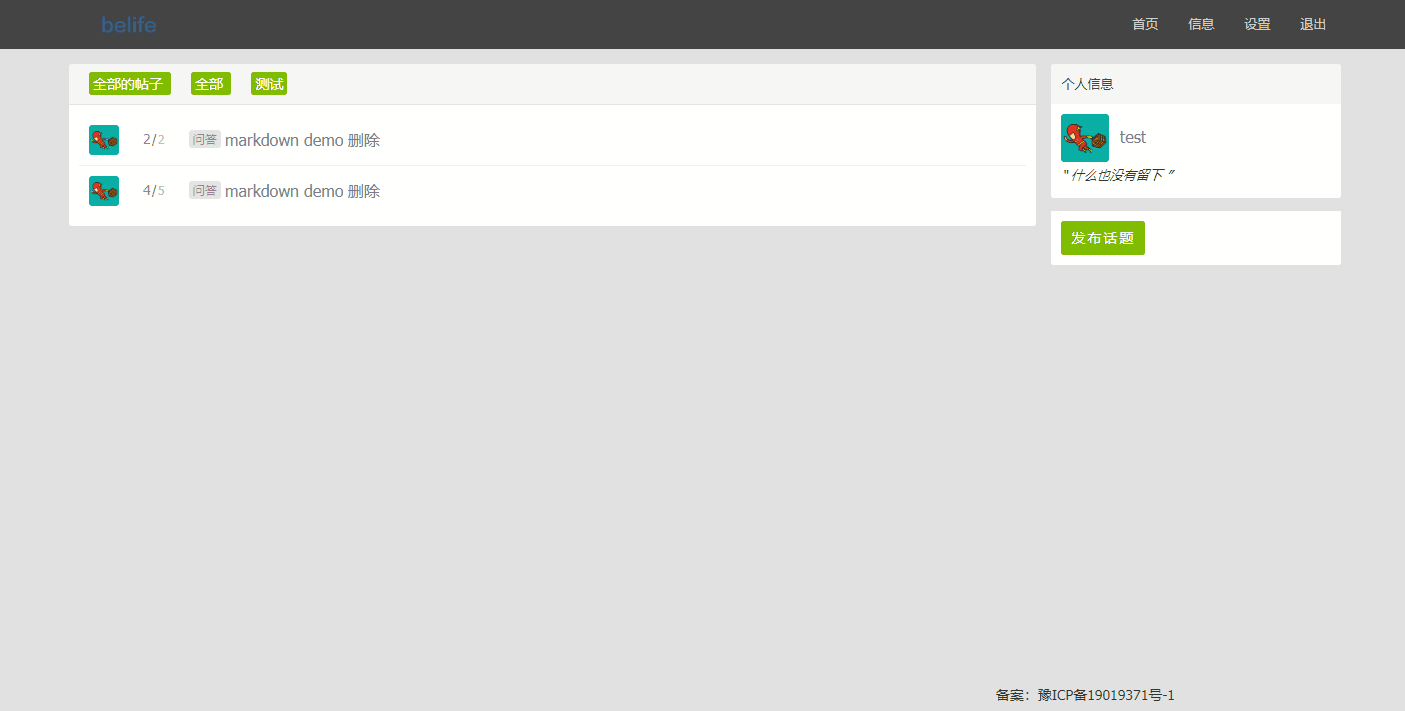 belife
首页 信息 设置 退出
全部的帖子 全部 测试
2/2 问答 markdown demo 删除
4/5 问答 markdown demo 删除
个人信息
test
" 什么也没有留下 "
发布话题
备案：豫ICP备19019371号-1